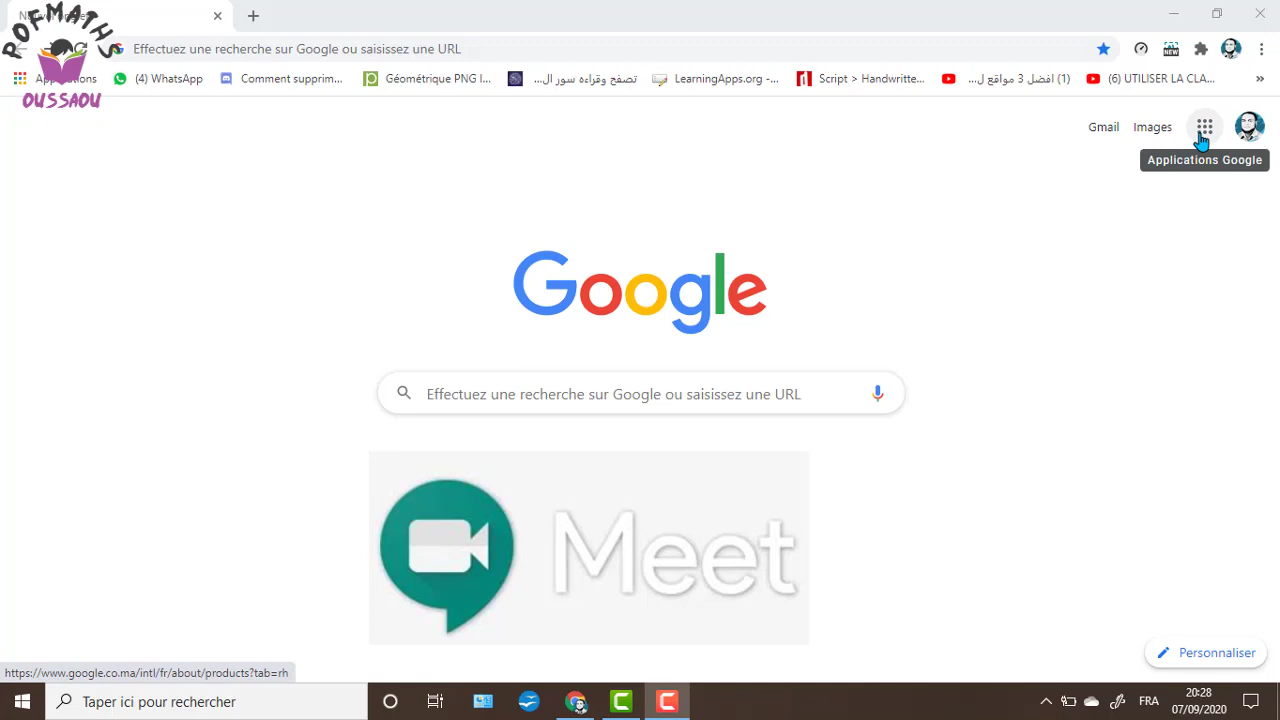 POFMATHS
OUSSAOU
Effectuez une recherche sur Google ou saisissez une URL
Applications
(4) WhatsApp
Comment supprim...
Géométrique PNG I...
تصفح وقراءه سور ال...
LearningApps.org -...
Script > Handwritte...
(1) افضل 3 مواقع ل...
(6) UTILISER LA CLA...
»
Gmail
Images
Applications Google
Google
Effectuez une recherche sur Google ou saisissez une URL
Meet
Personnaliser
https://www.google.co.ma/intl/fr/about/products?tab=rh
Taper ici pour rechercher
FRA
20:28
07/09/2020